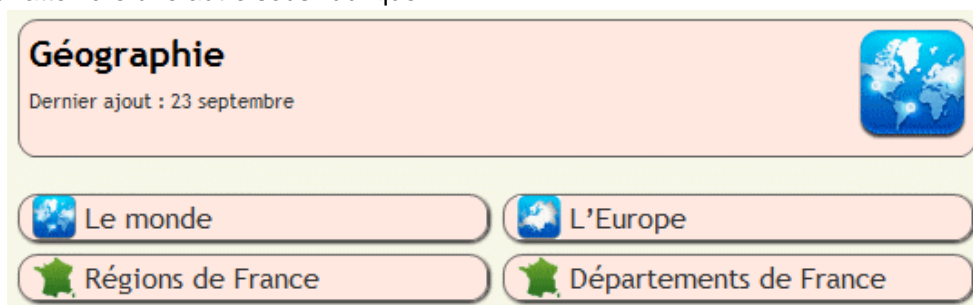 Géographie
Dernier ajout : 23 septembre
Le monde
L’Europe
Régions de France
Départements de France